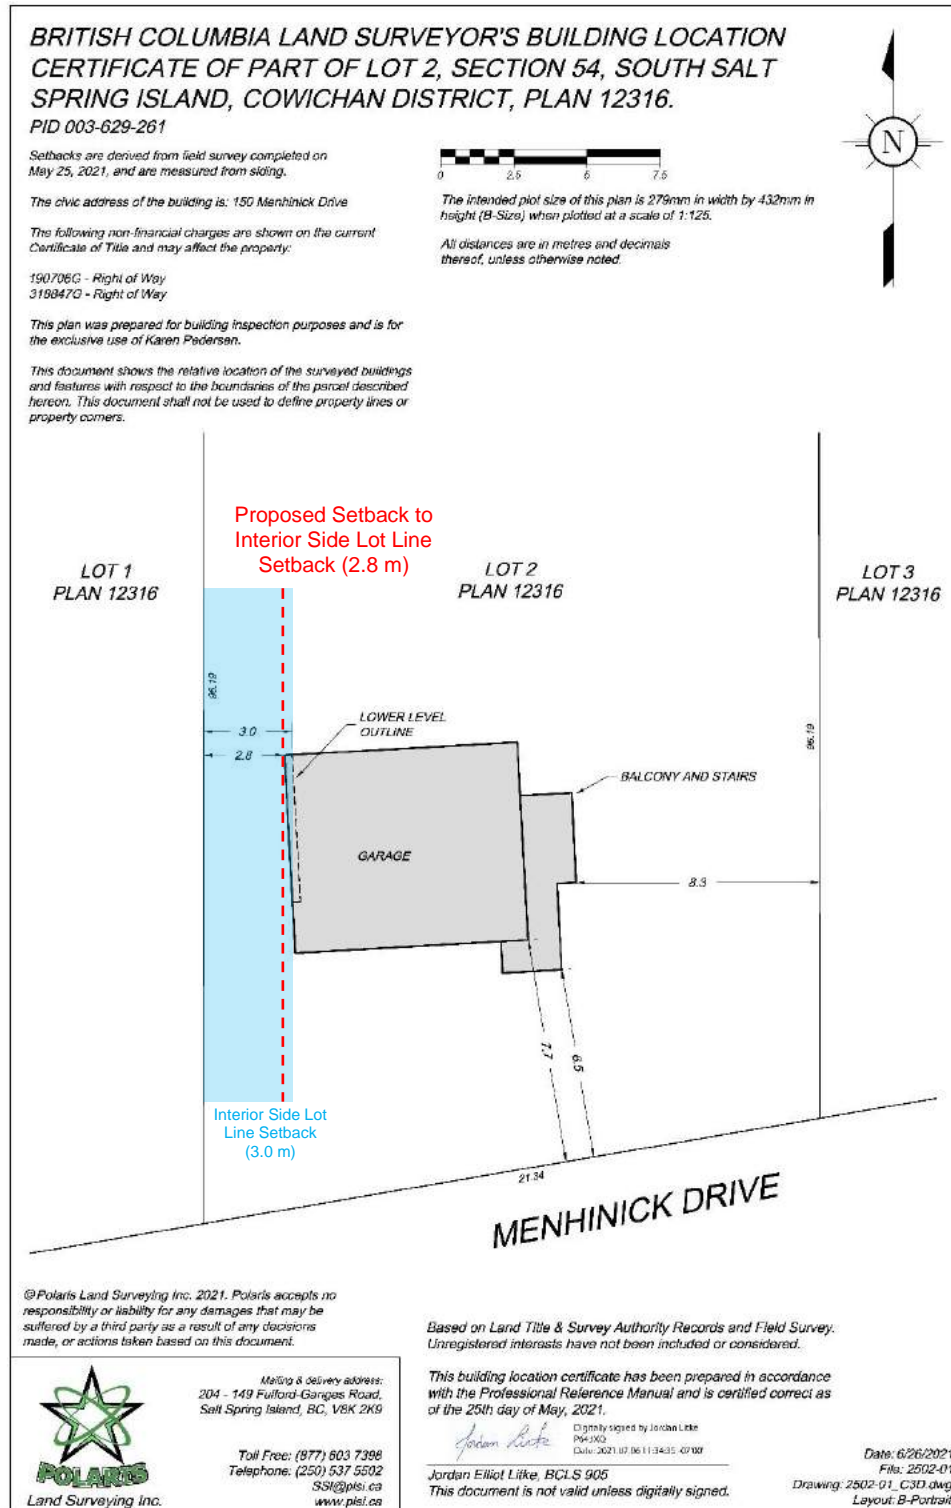 BRITISH COLUMBIA LAND SURVEYOR'S BUILDING LOCATION
CERTIFICATE OF PART OF LOT 2, SECTION 54, SOUTH SALT
SPRING ISLAND, COWICHAN DISTRICT, PLAN 12316.
PID 003-629-261
Setbacks are derived from field survey completed on
May 25, 2021, and are measured from siding.
The civic address of the building is: 150 Menhinick Drive
The following non-financial charges are shown on the current
Certificate of Title and may affect the property:
190706G - Right of Way
318847G - Right of Way
This plan was prepared for building inspection purposes and is for
the exclusive use of Karen Pedersen.
This document shows the relative location of the surveyed buildings
and features with respect to the boundaries of the parcel described
hereon. This document shall not be used to define property lines or
property corners.
N
0 2.5 5 7.5
The intended plot size of this plan is 279mm in width by 432mm in
height (B-Size) when plotted at a scale of 1:125.
All distances are in metres and decimals
thereof, unless otherwise noted.
Proposed Setback to
Interior Side Lot Line
Setback (2.8 m)
LOT 1
PLAN 12316
LOT 2
PLAN 12316
LOT 3
PLAN 12316
96.19
3.0
2.8
LOWER LEVEL
OUTLINE
96.19
BALCONY AND STAIRS
GARAGE
8.3
7.7
6.5
Interior Side Lot
Line Setback
(3.0 m)
21.34
MENHINICK DRIVE
© Polaris Land Surveying Inc. 2021. Polaris accepts no
responsibility or liability for any damages that may be
suffered by a third party as a result of any decisions
made, or actions taken based on this document.
Based on Land Title & Survey Authority Records and Field Survey.
Unregistered interests have not been included or considered.
This building location certificate has been prepared in accordance
with the Professional Reference Manual and is certified correct as
of the 25th day of May, 2021.
Jordan Litke
Digitally signed by Jordan Litke
P64JXQ
Date: 2021.07.06 11:34:35 -07'00'
Jordan Elliot Litke, BCLS 905
This document is not valid unless digitally signed.
POLARIS
Land Surveying Inc.
Mailing & delivery address:
204 - 149 Fulford-Ganges Road,
Salt Spring Island, BC, V8K 2K9
Toll Free: (877) 603 7398
Telephone: (250) 537 5502
SSI@plsi.ca
www.plsi.ca
Date: 6/26/2021
File: 2502-01
Drawing: 2502-01_C3D.dwg
Layout: B-Portrait